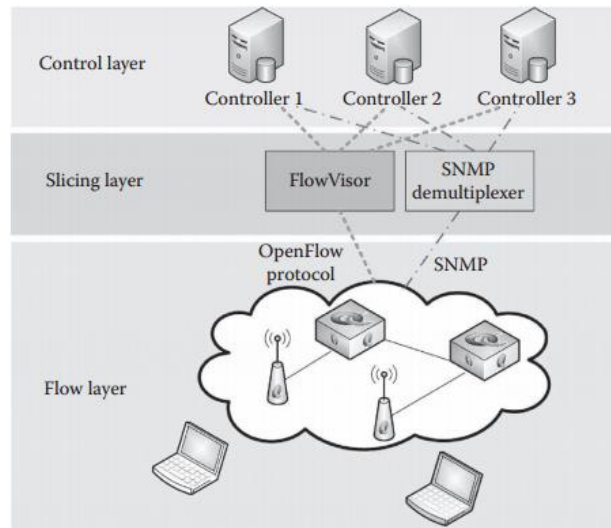 Control layer
Controller 1
Controller 2
Controller 3
Slicing layer
FlowVisor
SNMP
demultiplexer
OpenFlow
protocol
SNMP
Flow layer